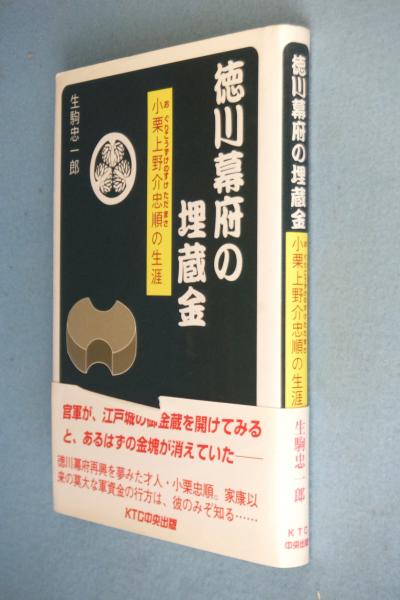 徳川幕府の埋蔵金
おぐりこうずけのすけただまさ
小栗上野介忠順の生涯
生駒忠一郎
官軍が、江戸城の御金蔵を開けてみる
と、あるはずの金塊が消えていた──
徳川幕府再興を夢みた才人・小栗忠順。家康以
来の莫大な軍資金の行方は、彼のみぞ知る……
KTC中央出版
徳川幕府の埋蔵金
小栗上野介忠順の生涯
生駒忠一郎
KTC
中央出版